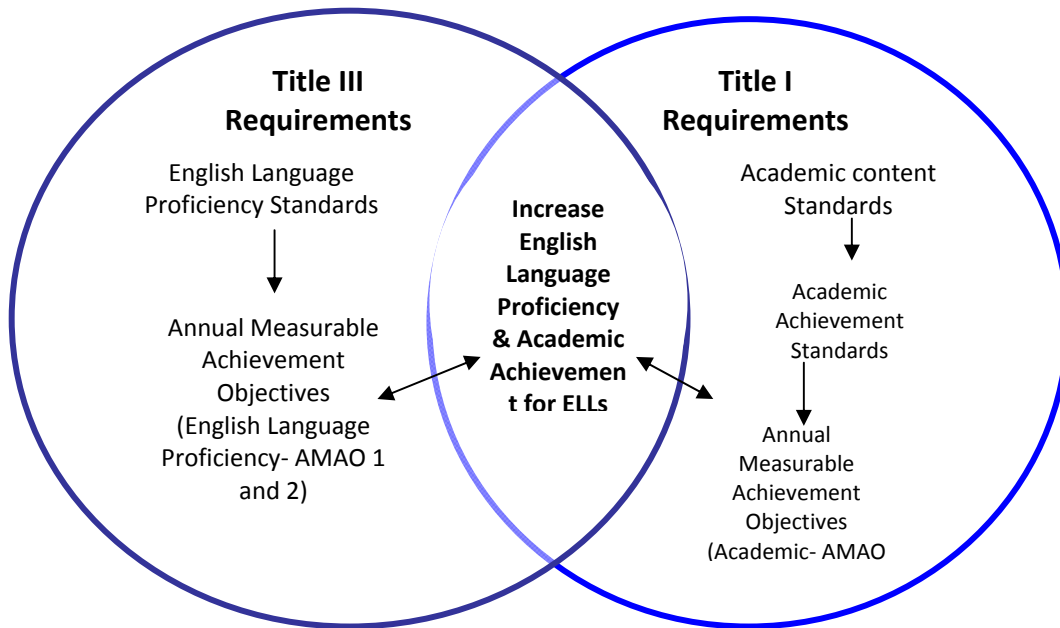 Title III
Requirements
English Language
Proficiency Standards
Annual Measurable
Achievement
Objectives
(English Language
Proficiency- AMAO 1
and 2)
Increase
English
Language
Proficiency
& Academic
Achievemen
t for ELLs
Title I
Requirements
Academic content
Standards
Academic
Achievement
Standards
Annual
Measurable
Achievement
Objectives
(Academic- AMAO